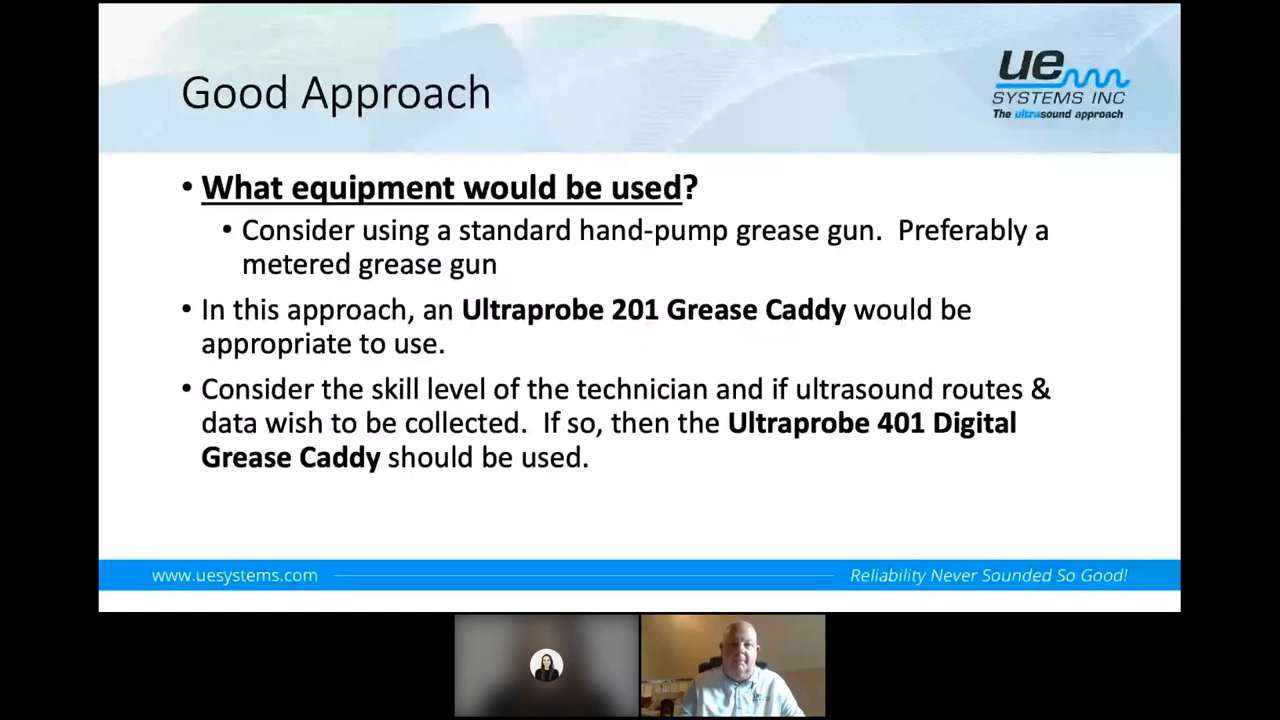 Good Approach
ue
SYSTEMS INC
The ultrasound approach
• What equipment would be used?
• Consider using a standard hand-pump grease gun.  Preferably a
metered grease gun
• In this approach, an Ultraprobe 201 Grease Caddy would be
appropriate to use.
• Consider the skill level of the technician and if ultrasound routes &
data wish to be collected.  If so, then the Ultraprobe 401 Digital
Grease Caddy should be used.
www.uesystems.com
Reliability Never Sounded So Good!